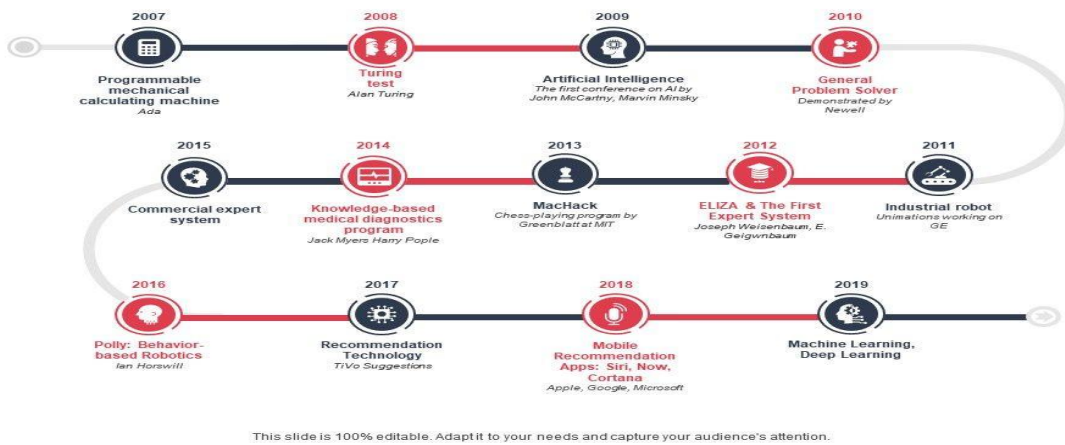 2007
2008
2009
2010
Programmable
mechanical
calculating machine
Ada
Turing
test
Alan Turing
Artificial Intelligence
The first conference on AI by
John McCartny, Marvin Minsky
General
Problem Solver
Demonstrated by
Newell
2015
2014
2013
2012
2011
Commercial expert
system
Knowledge-based
medical diagnostics
program
Jack Myers Harry Pople
MacHack
Chess-playing program by
Greenblatt at MIT
ELIZA & The First
Expert System
Joseph Weisenbaum, E.
Geigwnbaum
Industrial robot
Unimations working on
GE
2016
2017
2018
2019
Polly: Behavior-
based Robotics
Ian Horswill
Recommendation
Technology
TiVo Suggestions
Mobile
Recommendation
Apps: Siri, Now,
Cortana
Apple, Google, Microsoft
Machine Learning,
Deep Learning
This slide is 100% editable. Adapt it to your needs and capture your audience's attention.